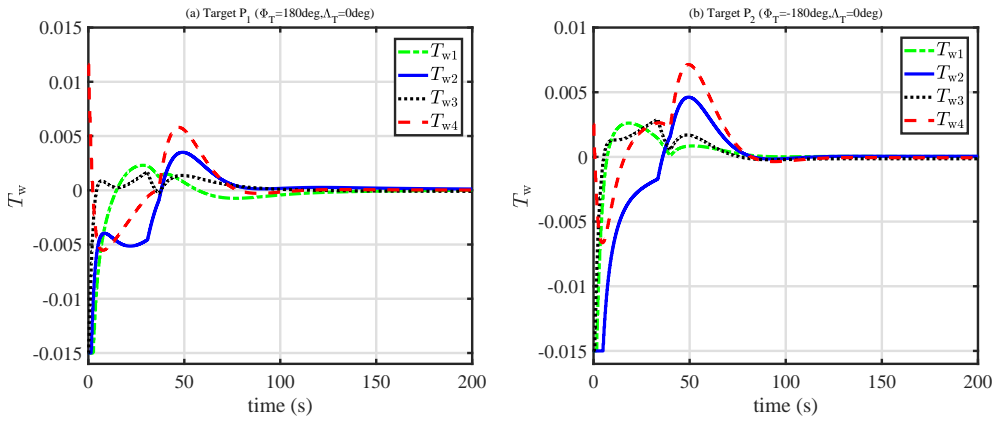 (a) Target P1 (ΦT=180deg,ΛT=0deg)
0.015
0.01
0.005
0
-0.005
-0.01
-0.015
Tw
0
50
100
150
200
time (s)
Tw1
Tw2
Tw3
Tw4
(b) Target P2 (ΦT=-180deg,ΛT=0deg)
0.01
0.005
0
-0.005
-0.01
-0.015
Tw
0
50
100
150
200
time (s)
Tw1
Tw2
Tw3
Tw4